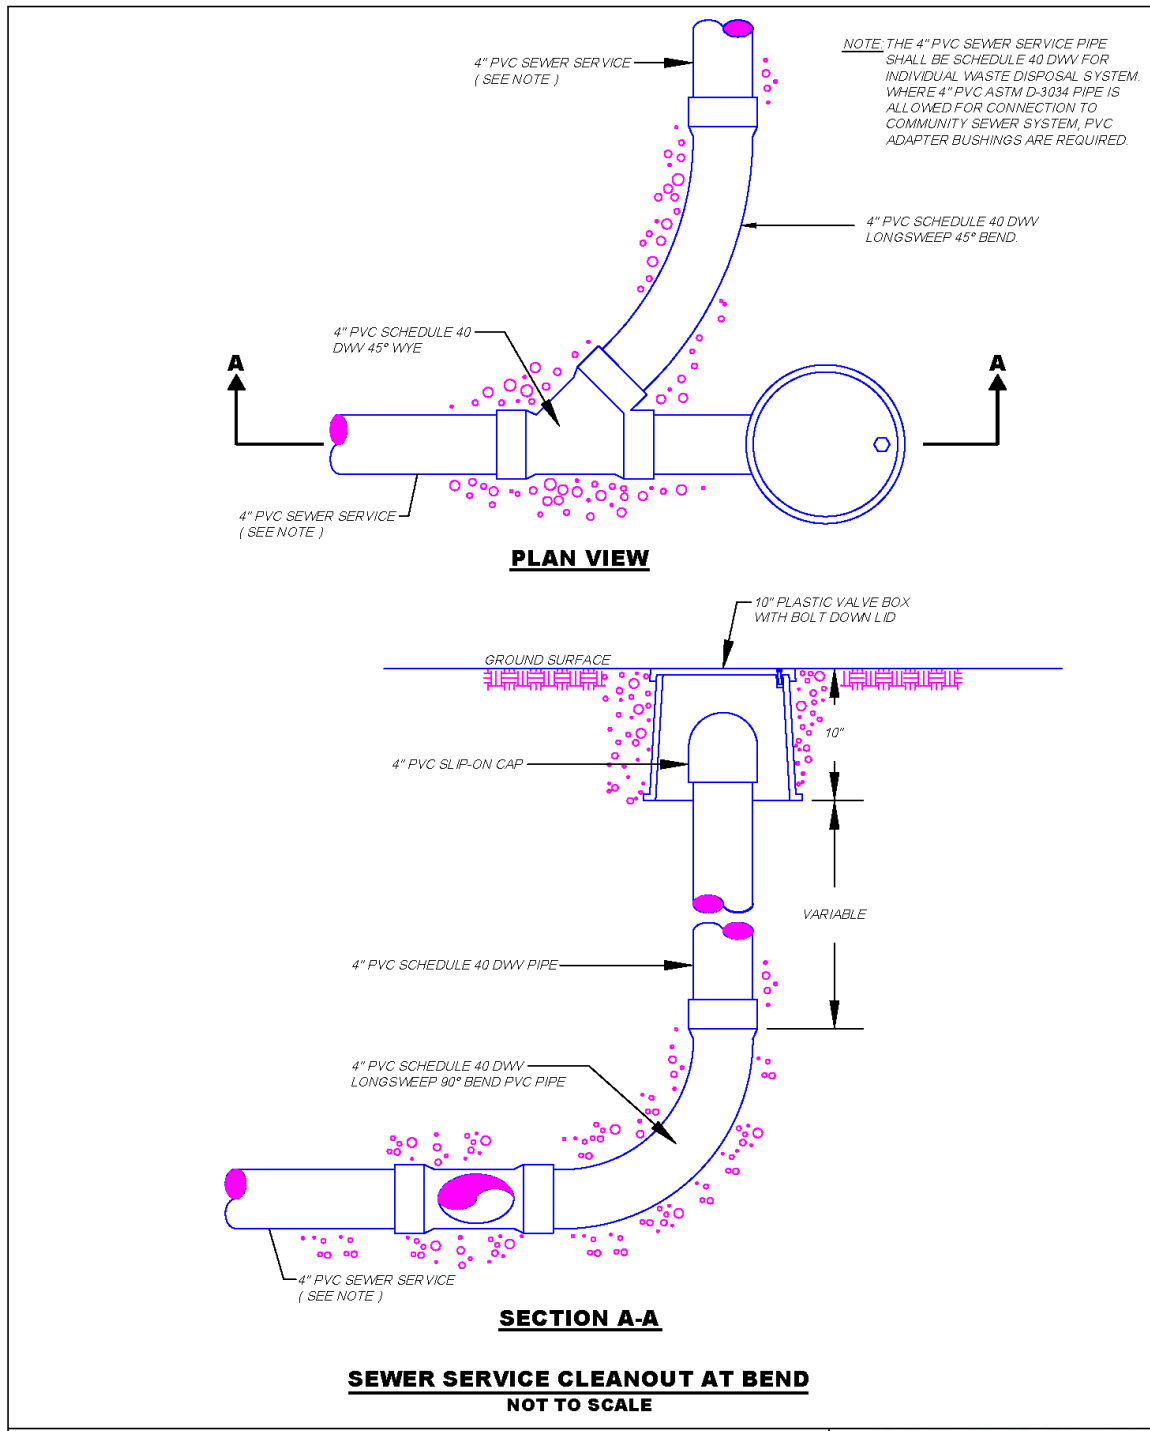 4" PVC SEWER SERVICE
( SEE NOTE )
NOTE: THE 4" PVC SEWER SERVICE PIPE
SHALL BE SCHEDULE 40 DWV FOR
INDIVIDUAL WASTE DISPOSAL SYSTEM.
WHERE 4" PVC ASTM D-3034 PIPE IS
ALLOWED FOR CONNECTION TO
COMMUNITY SEWER SYSTEM, PVC
ADAPTER BUSHINGS ARE REQUIRED.
4" PVC SCHEDULE 40 DWV
LONGSWEEP 45° BEND.
4" PVC SCHEDULE 40
DWV 45° WYE
A
A
4" PVC SEWER SERVICE
( SEE NOTE )
PLAN VIEW
10" PLASTIC VALVE BOX
WITH BOLT DOWN LID
GROUND SURFACE
10"
4" PVC SLIP-ON CAP
VARIABLE
4" PVC SCHEDULE 40 DWV PIPE
4" PVC SCHEDULE 40 DWV
LONGSWEEP 90° BEND PVC PIPE
4" PVC SEWER SERVICE
( SEE NOTE )
SECTION A-A
SEWER SERVICE CLEANOUT AT BEND
NOT TO SCALE